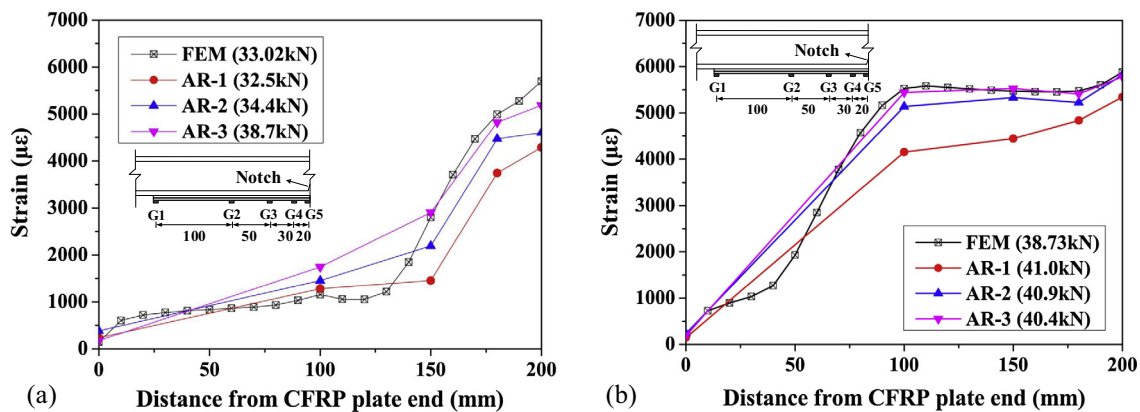 7000
6000
5000
4000
3000
2000
1000
0
Strain (με)
FEM (33.02kN)
AR-1 (32.5kN)
AR-2 (34.4kN)
AR-3 (38.7kN)
Notch
G1 G2 G3 G4 G5
100 50 30 20
0 50 100 150 200
Distance from CFRP plate end (mm)
(a)
7000
6000
5000
4000
3000
2000
1000
0
Strain (με)
Notch
G1 G2 G3 G4 G5
100 50 30 20
FEM (38.73kN)
AR-1 (41.0kN)
AR-2 (40.9kN)
AR-3 (40.4kN)
0 50 100 150 200
Distance from CFRP plate end (mm)
(b)